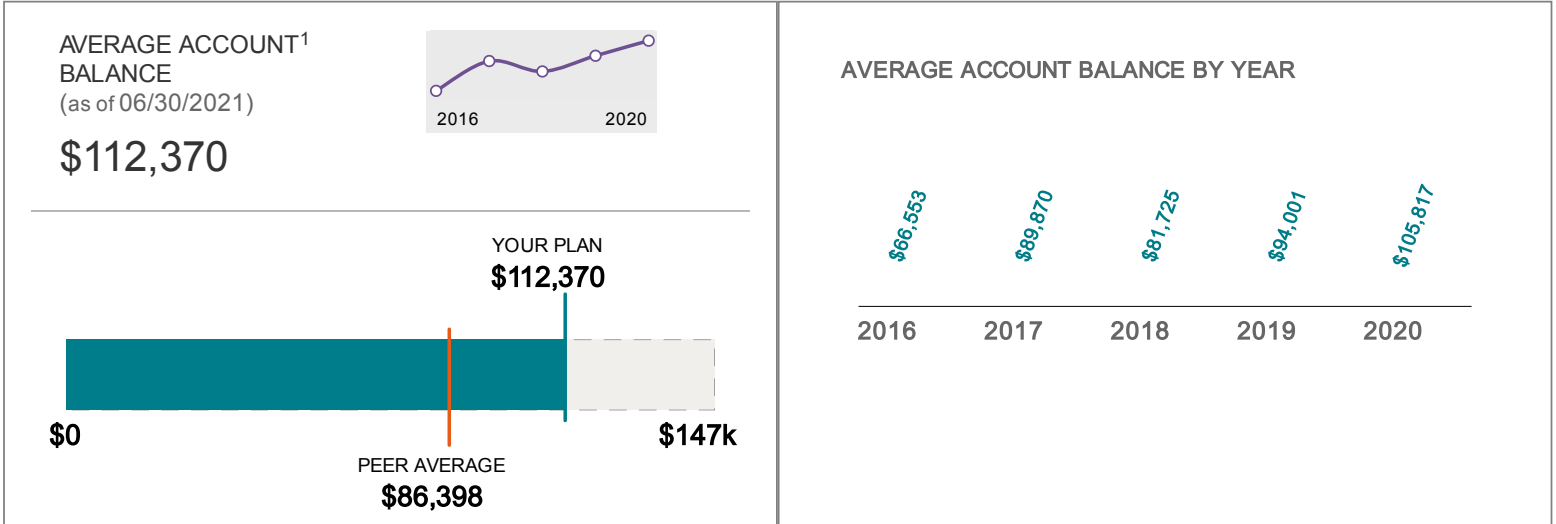 AVERAGE ACCOUNT¹
BALANCE
(as of 06/30/2021)
$112,370
2016 2020
YOUR PLAN
$112,370
$0 $147k
PEER AVERAGE
$86,398
AVERAGE ACCOUNT BALANCE BY YEAR
$66,553 $89,870 $81,725 $94,001 $105,817
2016 2017 2018 2019 2020